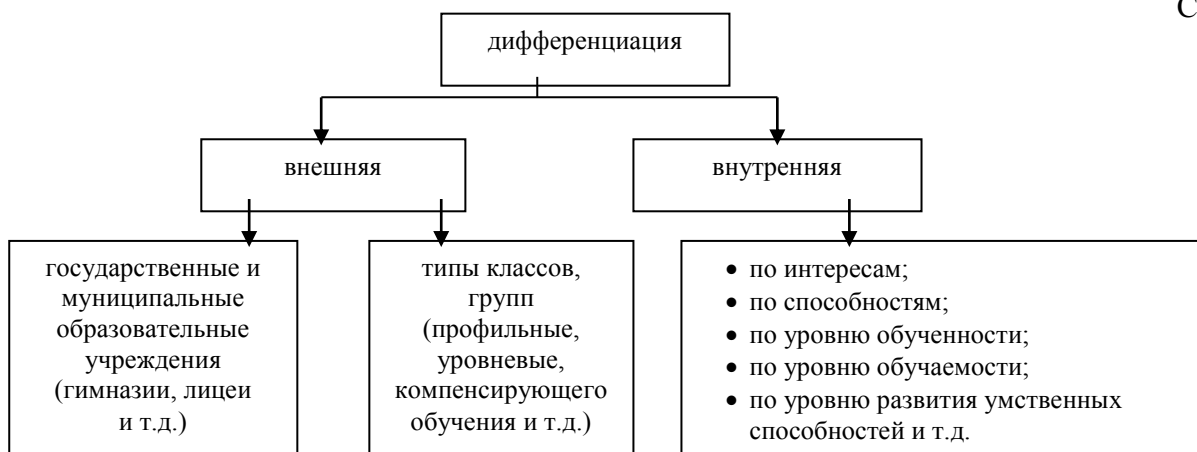 С
дифференциация
внешняя
внутренняя
государственные и
муниципальные
образовательные
учреждения
(гимназии, лицеи
и т.д.)
типы классов,
групп
(профильные,
уровневые,
компенсирующего
обучения и т.д.)
• по интересам;
• по способностям;
• по уровню обученности;
• по уровню обучаемости;
• по уровню развития умственных
способностей и т.д.